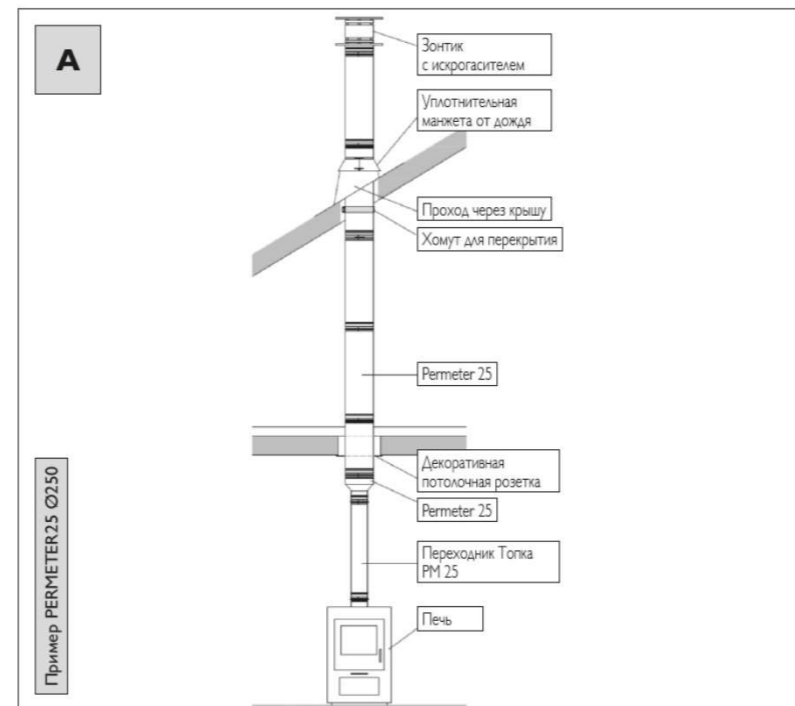 A
Зонтик
с искрогасителем
Уплотнительная
манжета от дождя
Проход через крышу
Хомут для перекрытия
Permeter 25
Декоративная
потолочная розетка
Permeter 25
Переходник Топка
PM 25
Печь
Пример PERMETER25 Ø250